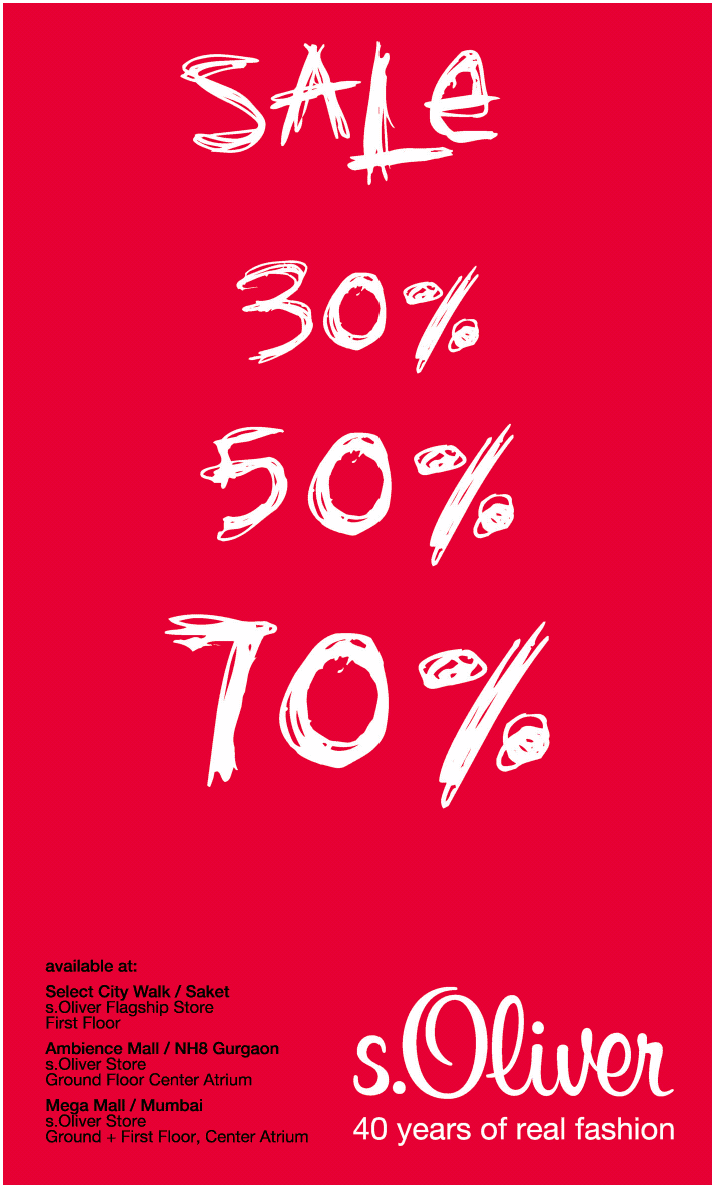 SALE
30%
50%
70%
available at:
Select City Walk / Saket
s.Oliver Flagship Store
First Floor
Ambience Mall / NH8 Gurgaon
s.Oliver Store
Ground Floor Center Atrium
Mega Mall / Mumbai
s.Oliver Store
Ground + First Floor, Center Atrium
s.Oliver
40 years of real fashion